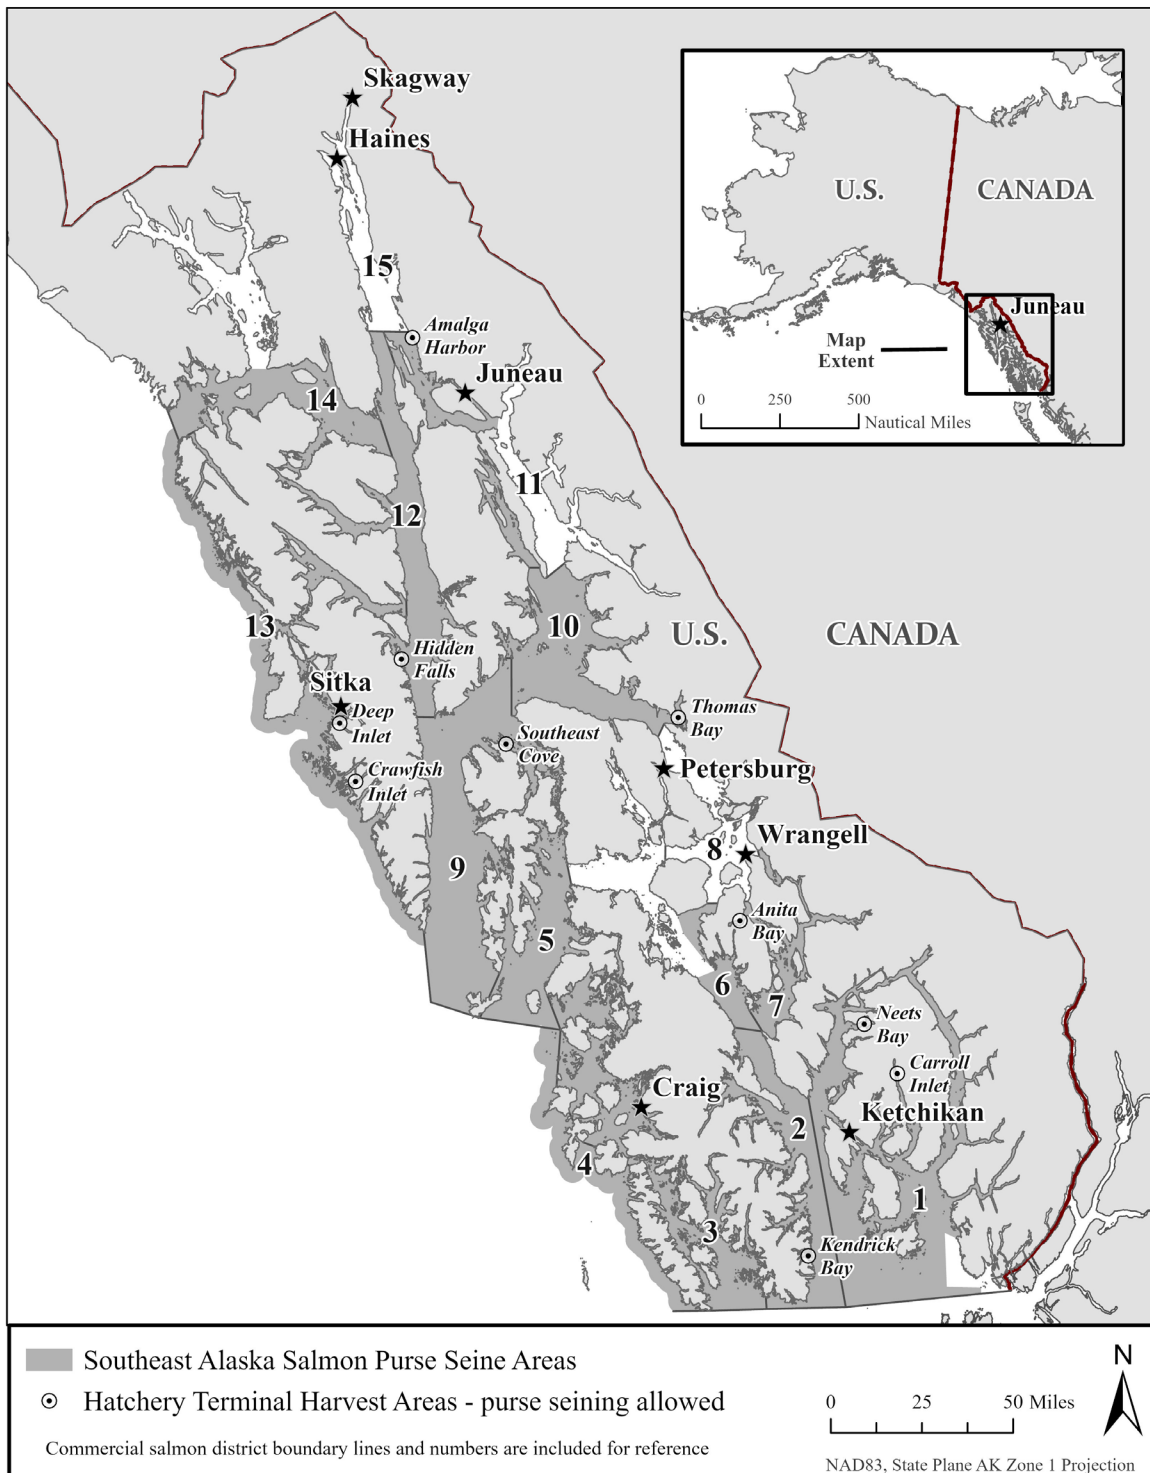 Skagway
Haines
15
Amalga
Harbor
Juneau
14
11
12
10
13
Hidden
Falls
Sitka
Deep
Inlet
Crawfish
Inlet
Southeast
Cove
Thomas
Bay
Petersburg
Wrangell
8
9
5
Anita
Bay
6
7
Neets
Bay
Carroll
Inlet
Ketchikan
Craig
2
4
3
1
Kendrick
Bay
U.S.
CANADA
U.S.
CANADA
Juneau
Map
Extent
0 250 500
Nautical Miles
Southeast Alaska Salmon Purse Seine Areas
Hatchery Terminal Harvest Areas - purse seining allowed
Commercial salmon district boundary lines and numbers are included for reference
0 25 50 Miles
N
NAD83, State Plane AK Zone 1 Projection